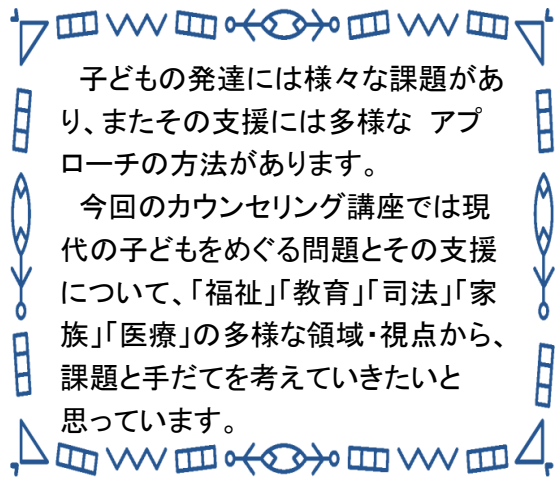 子どもの発達には様々な課題があ
り、またその支援には多様な アプ
ローチの方法があります。
今回のカウンセリング講座では現
代の子どもをめぐる問題とその支援
について、「福祉」「教育」「司法」「家
族」「医療」の多様な領域・視点から、
課題と手だてを考えていきたいと
思っています。